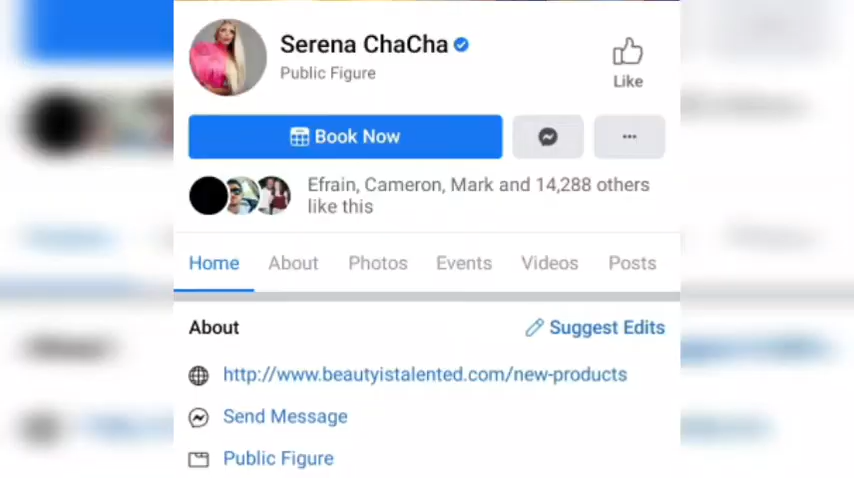 Serena ChaCha
Public Figure
Like
Book Now
Efrain, Cameron, Mark and 14,288 others
like this
Home About Photos Events Videos Posts
About
Suggest Edits
http://www.beautyistalented.com/new-products
Send Message
Public Figure